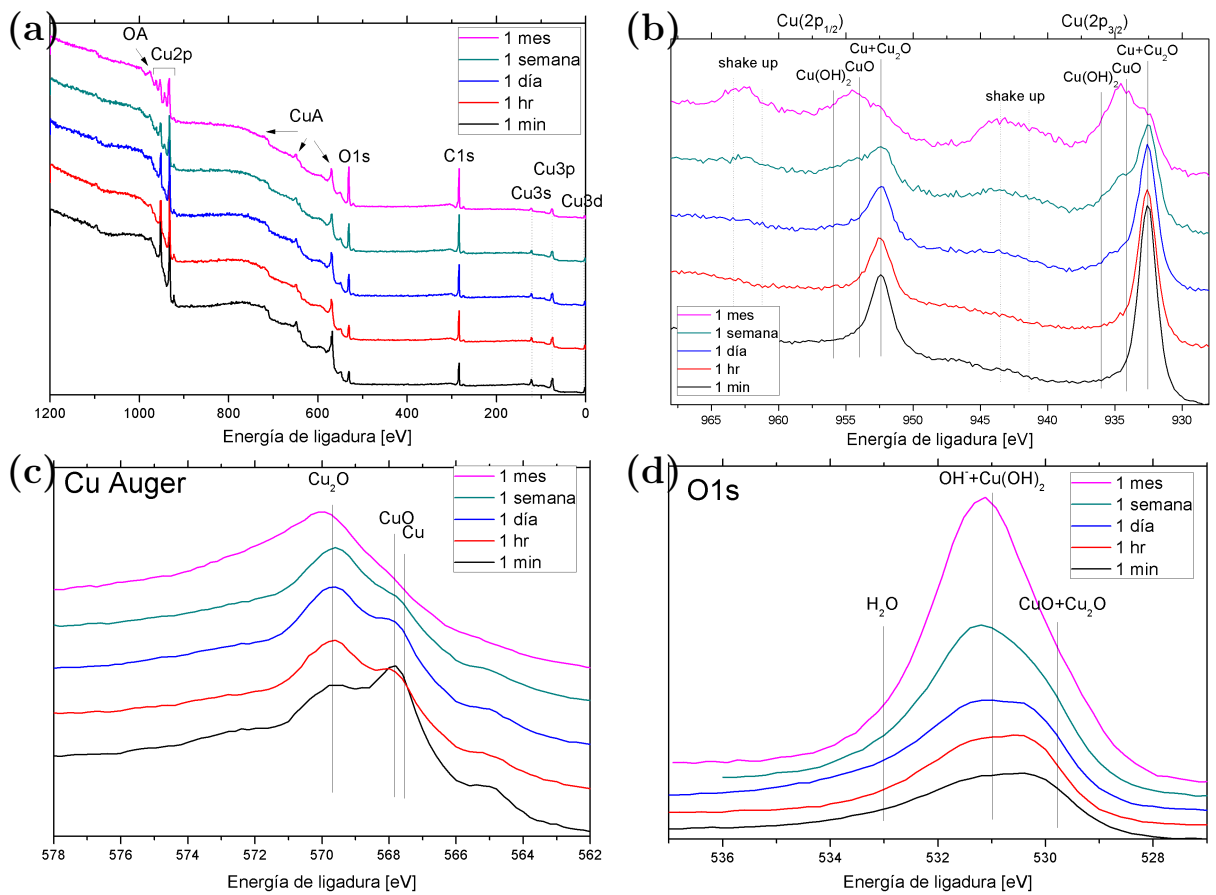 (a)
OA
Cu2p
CuA
O1s
C1s
Cu3s
Cu3p
Cu3d
1 mes
1 semana
1 día
1 hr
1 min
1200 1000 800 600 400 200 0
Energía de ligadura [eV]
(b)
Cu(2p1/2) Cu(2p3/2)
Cu+Cu2O Cu+Cu2O
shake up Cu(OH)2 CuO Cu(OH)2 CuO
shake up
1 mes
1 semana
1 día
1 hr
1 min
965 960 955 950 945 940 935 930
Energía de ligadura [eV]
(c)
Cu Auger
Cu2O
CuO
Cu
1 mes
1 semana
1 día
1 hr
1 min
578 576 574 572 570 568 566 564 562
Energía de ligadura [eV]
(d)
O1s
OH-+Cu(OH)2
H2O
CuO+Cu2O
1 mes
1 semana
1 día
1 hr
1 min
536 534 532 530 528
Energía de ligadura [eV]